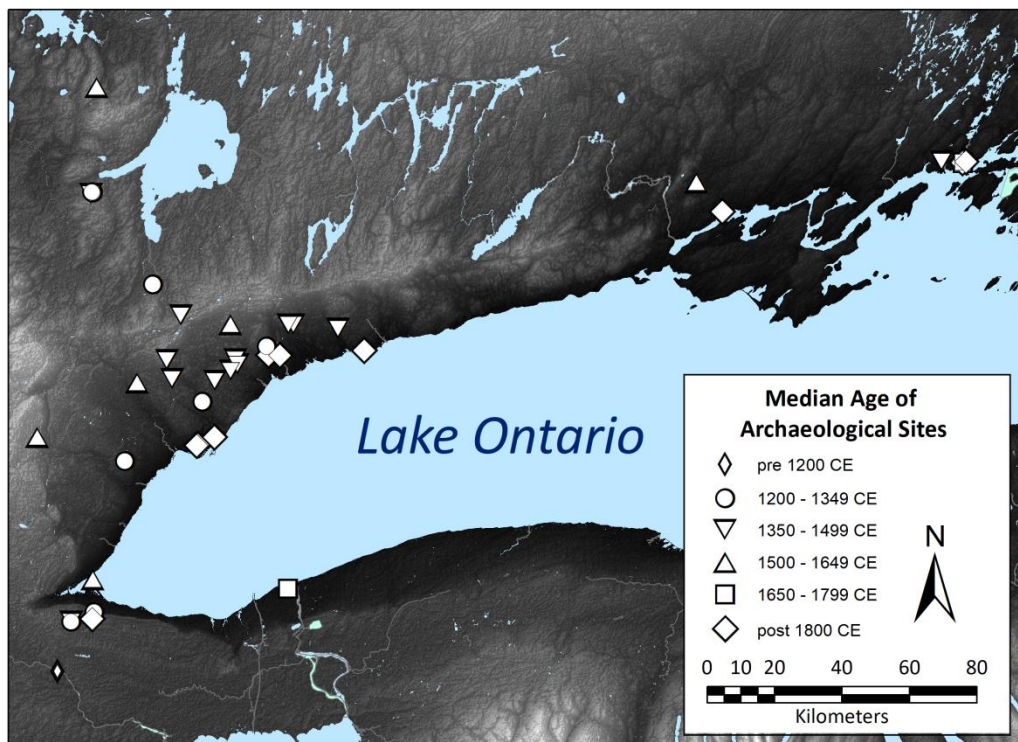 Lake Ontario
Median Age of
Archaeological Sites
pre 1200 CE
1200 - 1349 CE
1350 - 1499 CE
1500 - 1649 CE
1650 - 1799 CE
post 1800 CE
N
0 10 20 40 60 80
Kilometers